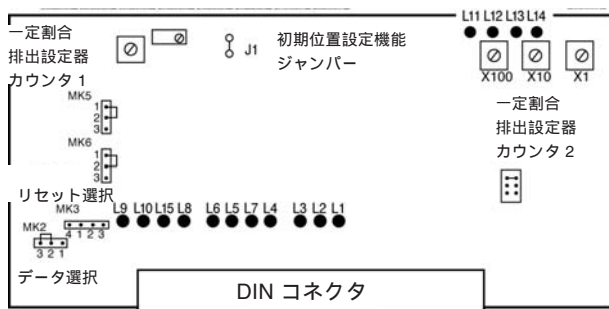 一定割合
排出設定器
カウンタ 1
J1
初期位置設定機能
ジャンパー
L11 L12 L13 L14
X100 X10 X1
一定割合
排出設定器
カウンタ 2
MK5
1
2
3
MK6
1
2
3
リセット選択
MK3
4 1 2 3
MK2
3 2 1
データ選択
L9 L10 L15 L8 L6 L5 L7 L4 L3 L2 L1
DIN コネクタ